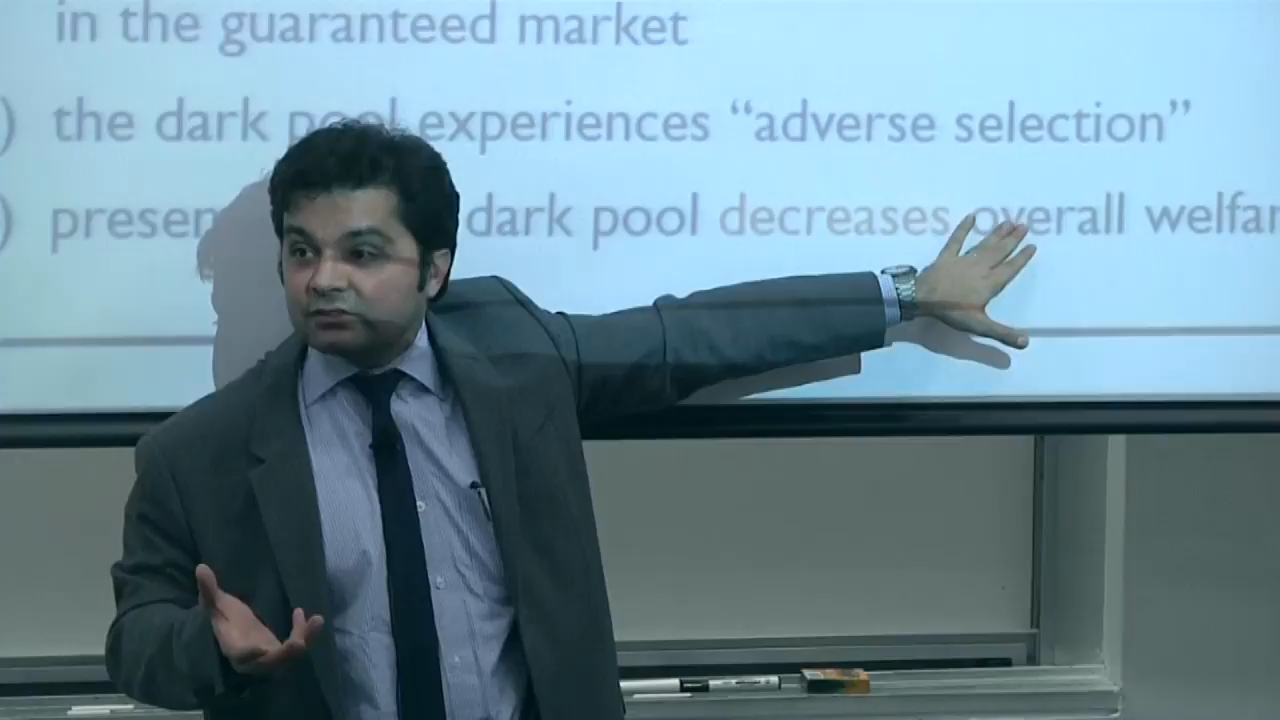 in the guaranteed market
) the dark pool experiences “adverse selection”
) presen dark pool decreases overall welfar